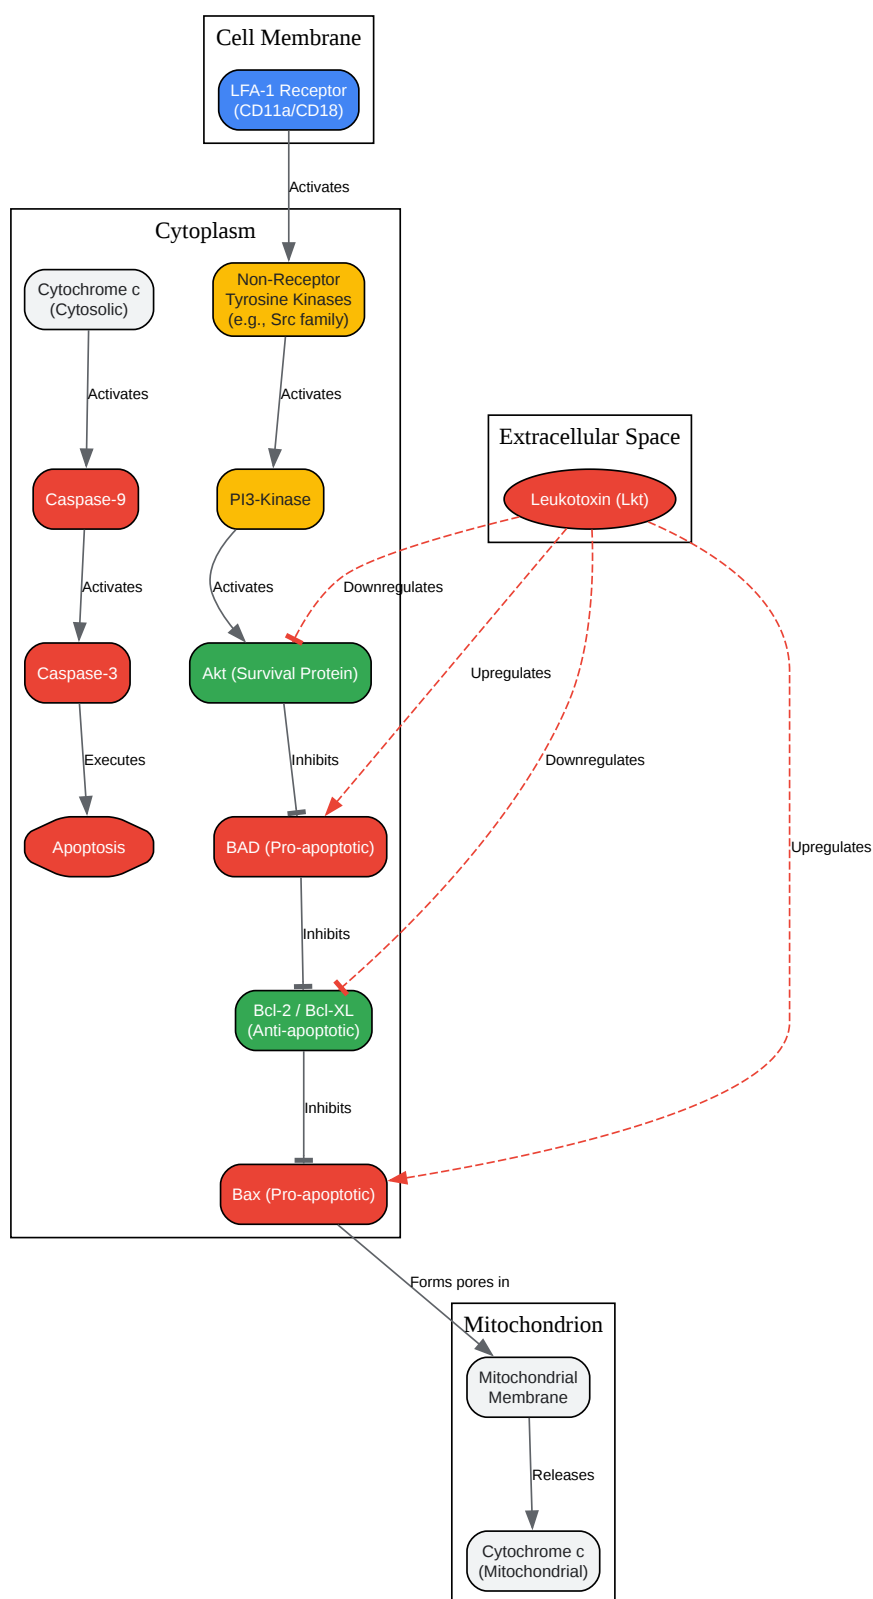 Cell Membrane
LFA-1 Receptor
(CD11a/CD18)
Activates
Cytoplasm
Cytochrome c
(Cytosolic)
Non-Receptor
Tyrosine Kinases
(e.g., Src family)
Activates
Activates
Extracellular Space
Caspase-9
PI3-Kinase
Leukotoxin (Lkt)
Activates
Activates
Downregulates
Caspase-3
Akt (Survival Protein)
Upregulates
Executes
Inhibits
Downregulates
Apoptosis
BAD (Pro-apoptotic)
Upregulates
Inhibits
Bcl-2 / Bcl-XL
(Anti-apoptotic)
Inhibits
Bax (Pro-apoptotic)
Forms pores in
Mitochondrion
Mitochondrial
Membrane
Releases
Cytochrome c
(Mitochondrial)